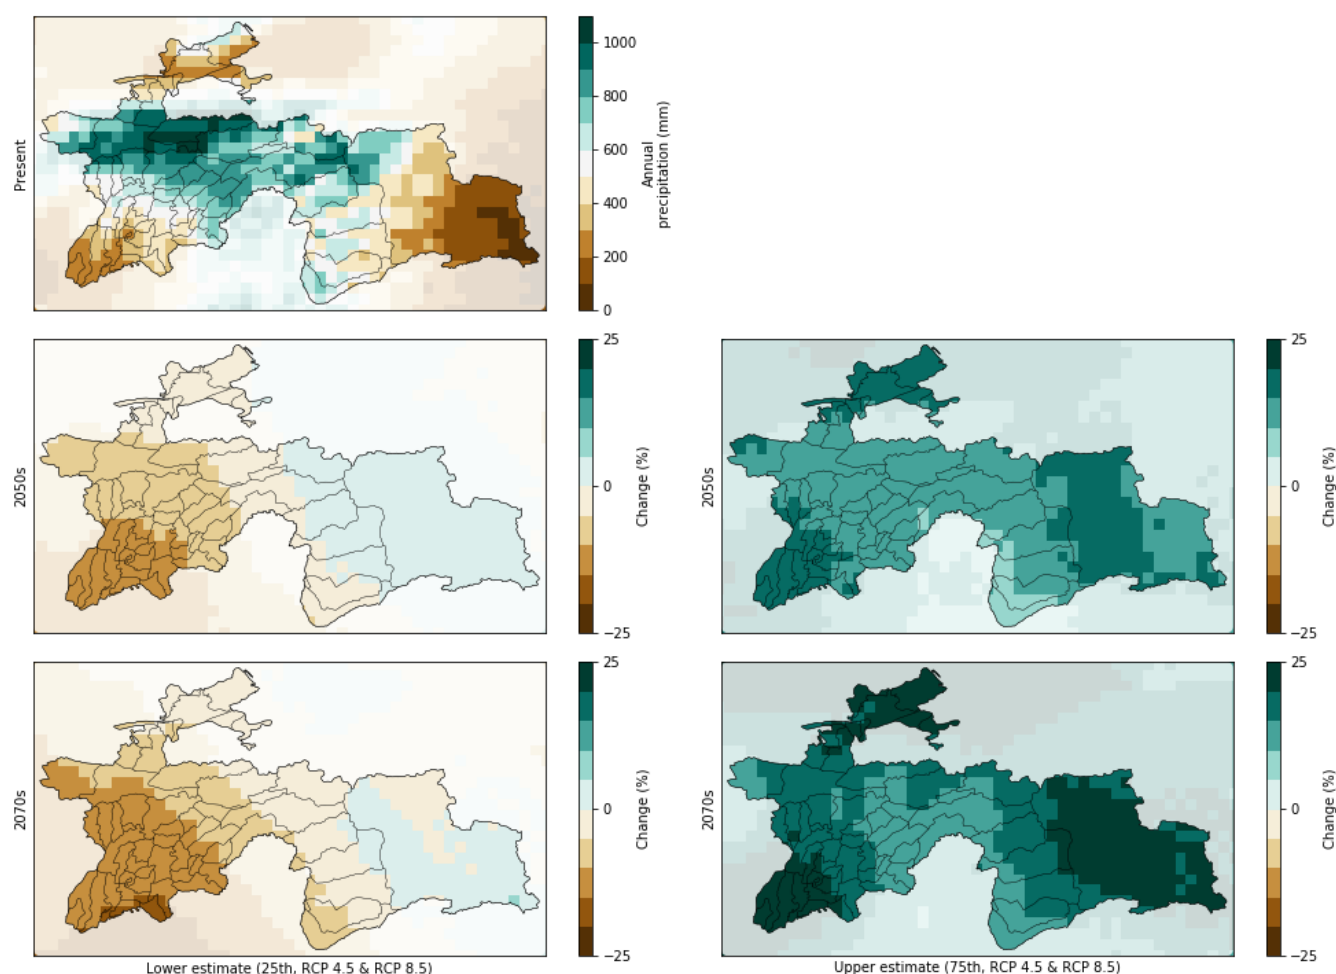 Present
1000
800
600
400
200
0
Annual
precipitation (mm)
2050s
25
0
−25
Change (%)
25
0
−25
Change (%)
2050s
2070s
25
0
−25
Change (%)
2070s
25
0
−25
Change (%)
Lower estimate (25th, RCP 4.5 & RCP 8.5)
Upper estimate (75th, RCP 4.5 & RCP 8.5)